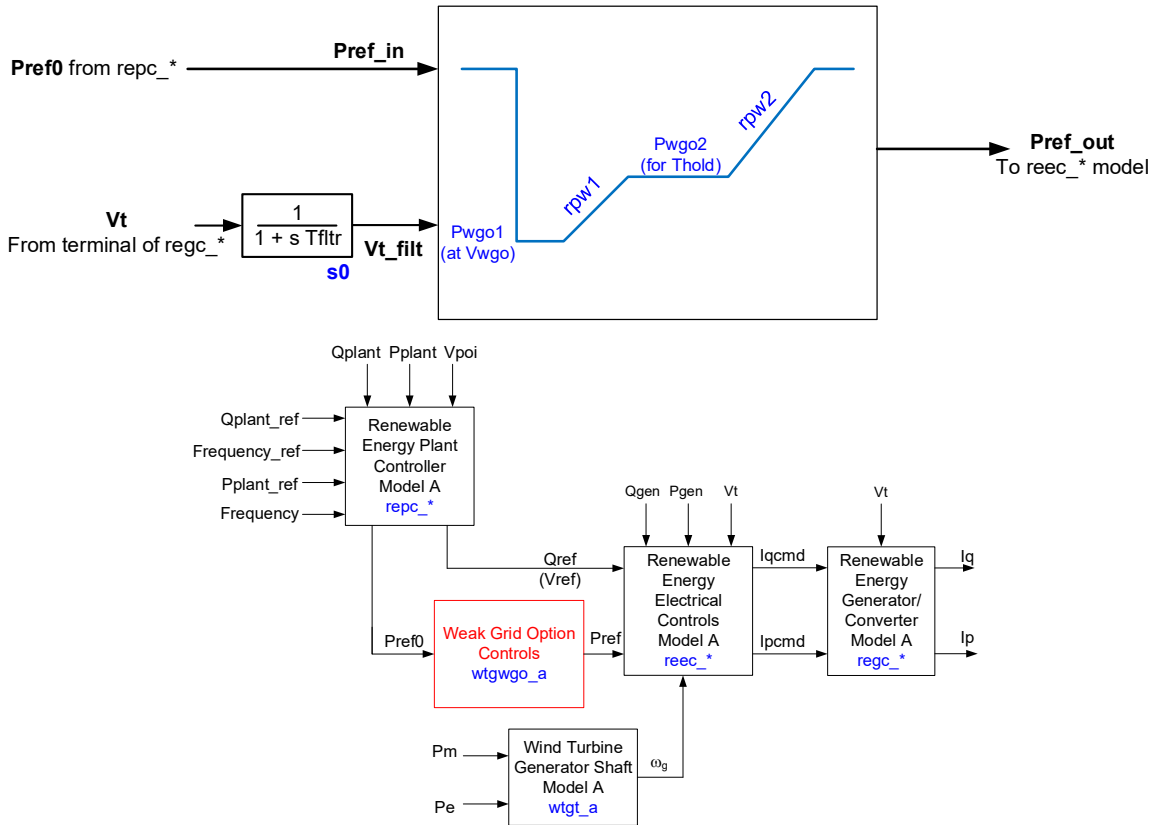 Pref0 from repc_*
Pref_in
Vt
From terminal of regc_*
1
1 + s Tfltr
s0
Vt_filt
Pwgo1
(at Vwgo)
rpw1
Pwgo2
(for Thold)
rpw2
Pref_out
To reec_* model
Qplant Pplant Vpoi
Qplant_ref
Frequency_ref
Pplant_ref
Frequency
Renewable
Energy Plant
Controller
Model A
repc_*
Qref
(Vref)
Pref0
Weak Grid Option
Controls
wtgwgo_a
Pref
Qgen Pgen Vt
Renewable
Energy
Electrical
Controls
Model A
reec_*
Iqcmd
Ipcmd
Vt
Renewable
Energy
Generator/
Converter
Model A
regc_*
Iq
Ip
Pm
Pe
Wind Turbine
Generator Shaft
Model A
wtgt_a
ωg